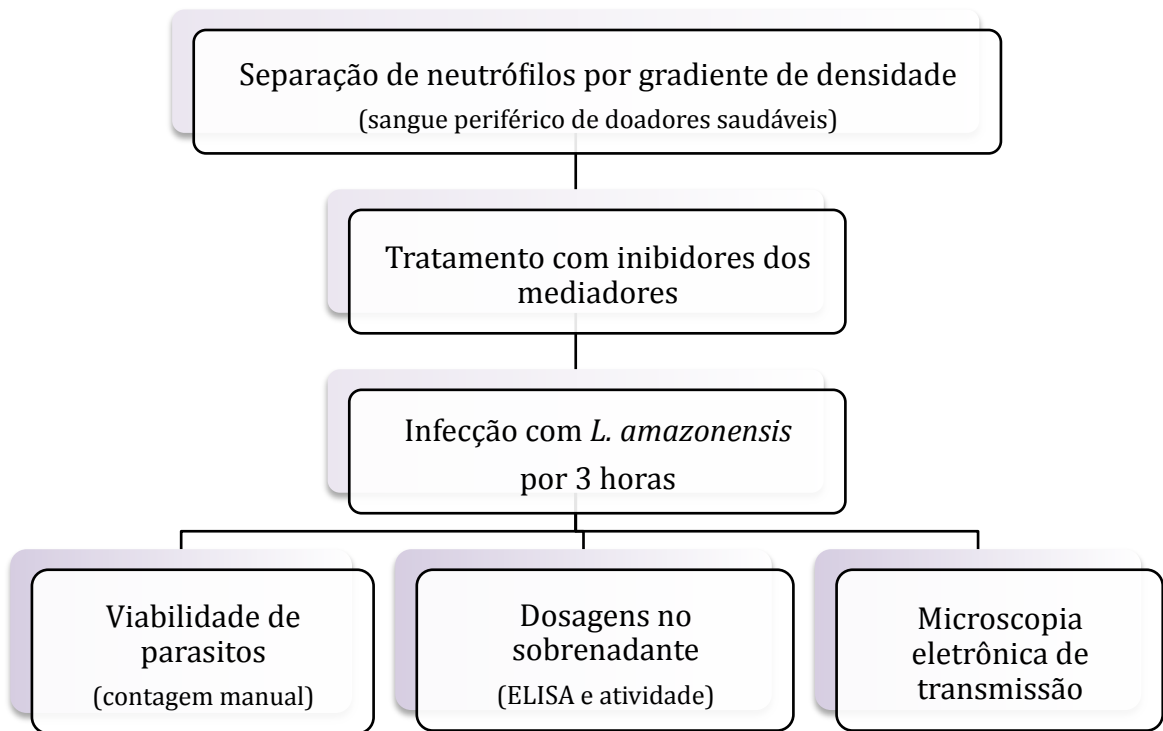 Separação de neutrófilos por gradiente de densidade
(sangue periférico de doadores saudáveis)
Tratamento com inibidores dos
mediadores
Infecção com L. amazonensis
por 3 horas
Viabilidade de
parasitos
(contagem manual)
Dosagens no
sobrenadante
(ELISA e atividade)
Microscopia
eletrônica de
transmissão